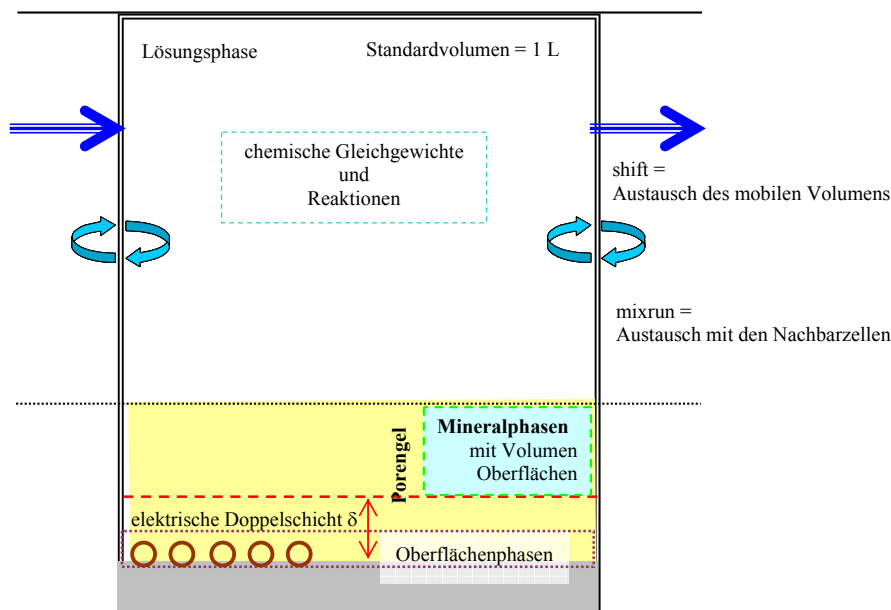 Lösungsphase
Standardvolumen = 1 L
chemische Gleichgewichte
und
Reaktionen
shift =
Austausch des mobilen Volumens
mixrun =
Austausch mit den Nachbarzellen
Porengel
Mineralphasen
mit Volumen
Oberflächen
elektrische Doppelschicht δ
Oberflächenphasen